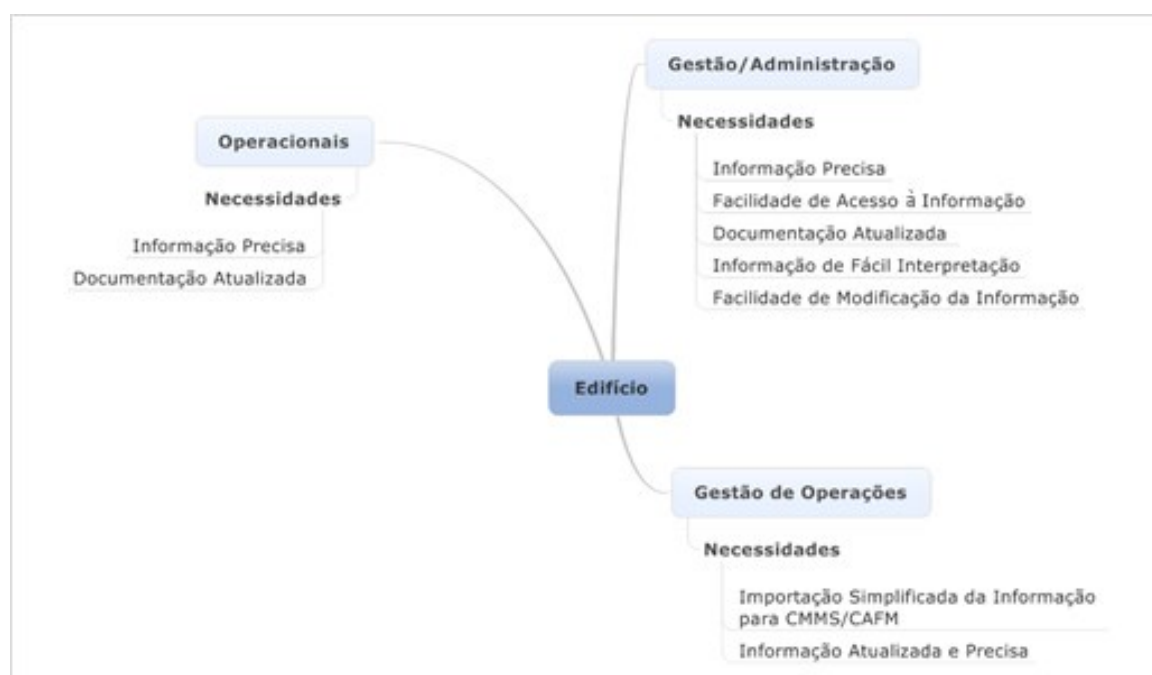 Gestão/Administração
Necessidades
Informação Precisa
Facilidade de Acesso à Informação
Documentação Atualizada
Informação de Fácil Interpretação
Facilidade de Modificação da Informação
Operacionais
Necessidades
Informação Precisa
Documentação Atualizada
Edifício
Gestão de Operações
Necessidades
Importação Simplificada da Informação
para CMMS/CAFM
Informação Atualizada e Precisa